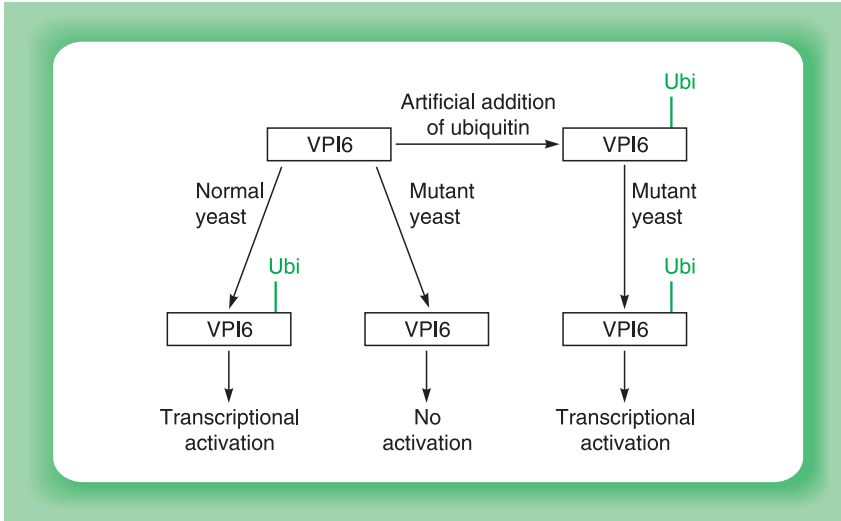 Ubi
Artificial addition
of ubiquitin
VPI6
VPI6
Normal
yeast
Mutant
yeast
Mutant
yeast
Ubi
Ubi
VPI6
VPI6
VPI6
Transcriptional
activation
No
activation
Transcriptional
activation